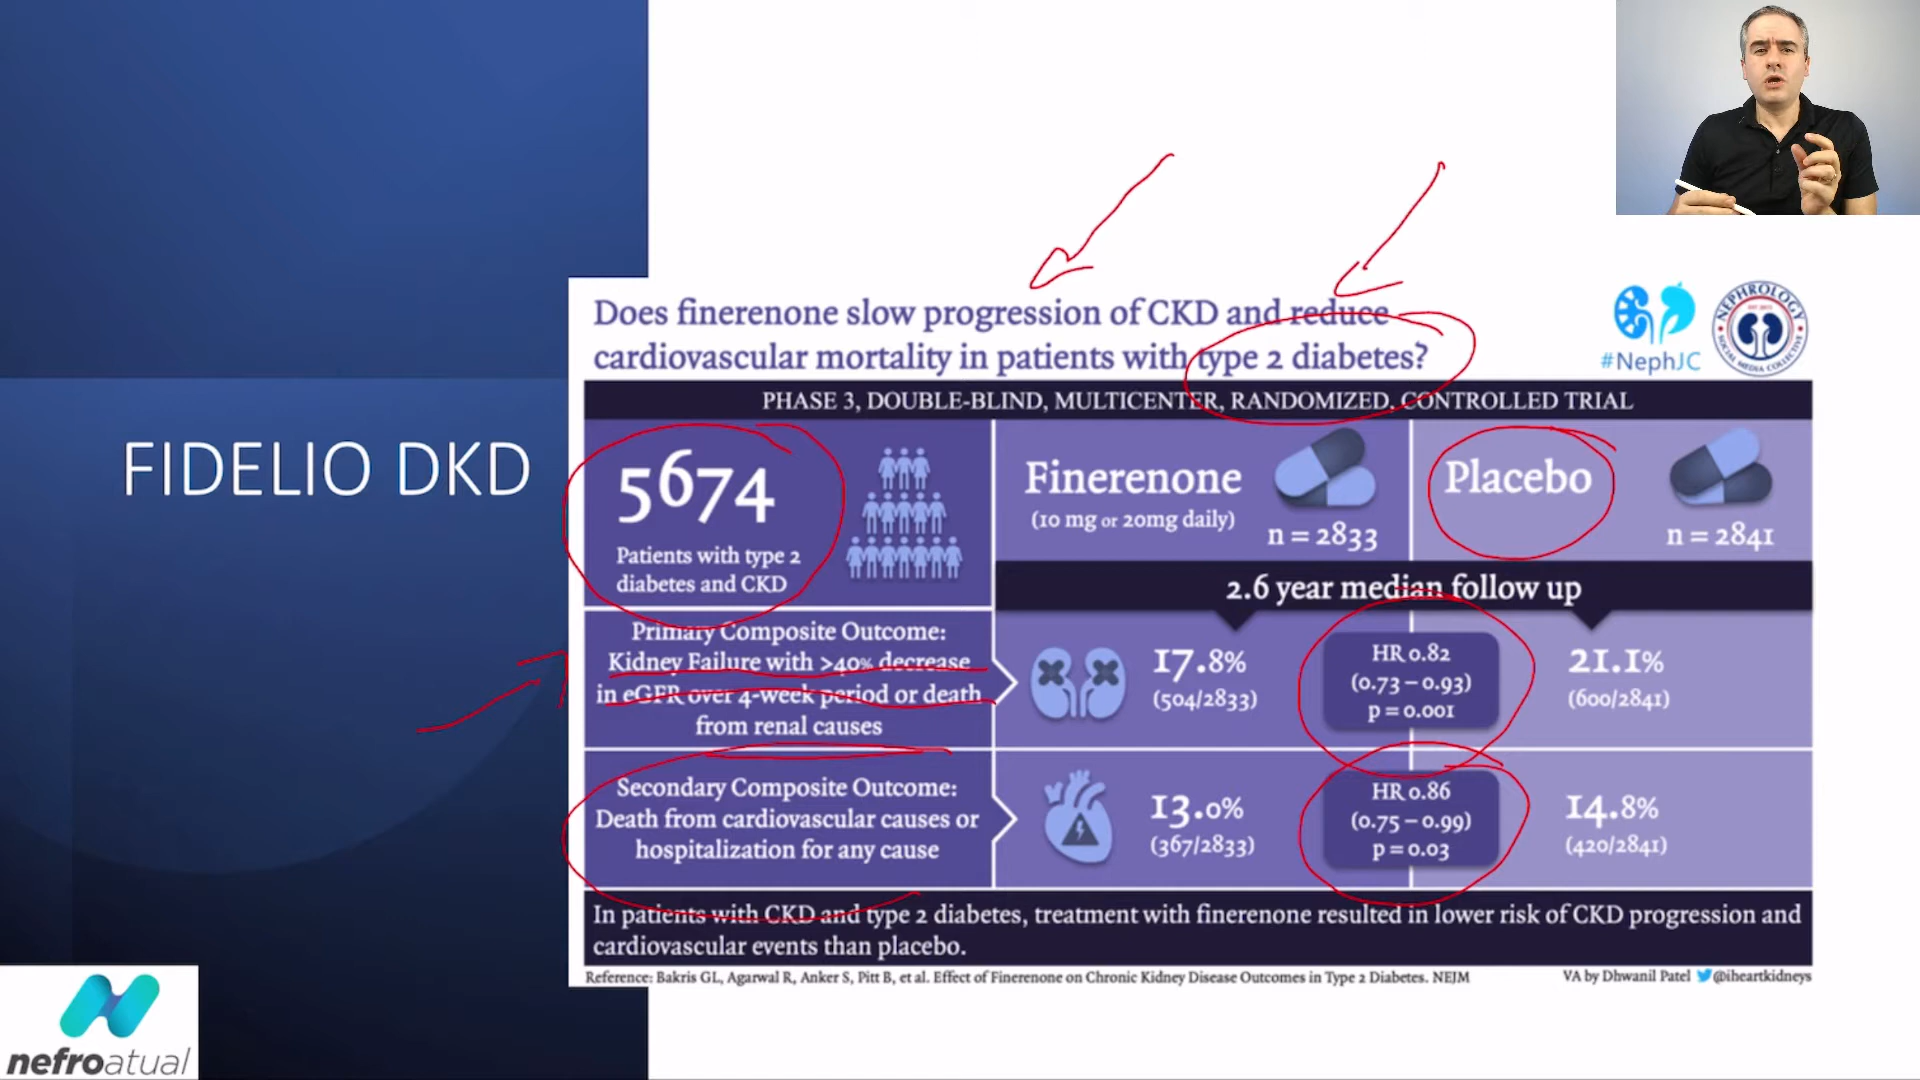 FIDELIO DKD
Does finerenone slow progression of CKD and reduce
cardiovascular mortality in patients with type 2 diabetes?
#NephJC
NEPHROLOGY
SOCIAL MEDIA COLLECTIVE
PHASE 3, DOUBLE-BLIND, MULTICENTER, RANDOMIZED, CONTROLLED TRIAL
5674
Patients with type 2
diabetes and CKD
Finerenone
(10 mg or 20mg daily)
n = 2833
Placebo
n = 2841
2.6 year median follow up
Primary Composite Outcome:
Kidney Failure with >40% decrease
in eGFR over 4-week period or death
from renal causes
17.8%
(504/2833)
HR 0.82
(0.73 – 0.93)
p = 0.001
21.1%
(600/2841)
Secondary Composite Outcome:
Death from cardiovascular causes or
hospitalization for any cause
13.0%
(367/2833)
HR 0.86
(0.75 – 0.99)
p = 0.03
14.8%
(420/2841)
In patients with CKD and type 2 diabetes, treatment with finerenone resulted in lower risk of CKD progression and
cardiovascular events than placebo.
Reference: Bakris GL, Agarwal R, Anker S, Pitt B, et al. Effect of Finerenone on Chronic Kidney Disease Outcomes in Type 2 Diabetes. NEJM
VA by Dhwanil Patel @iheartkidneys
nefroatual